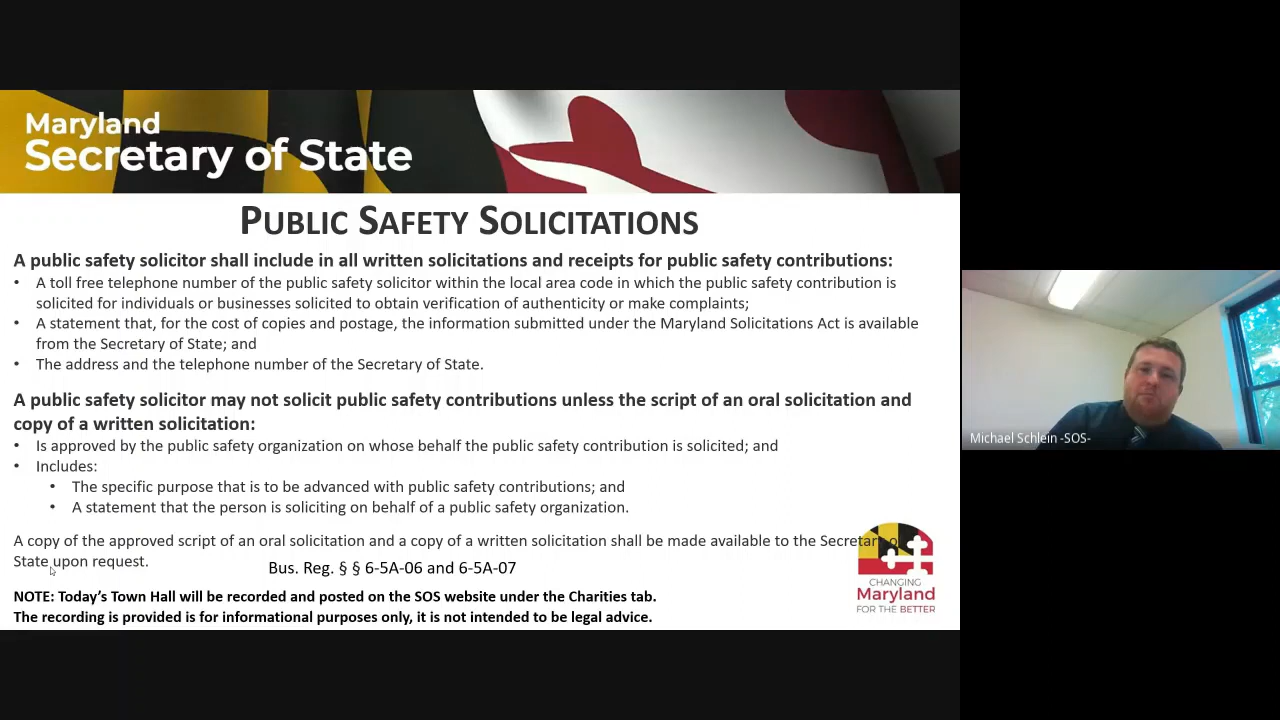 Maryland
Secretary of State
PUBLIC SAFETY SOLICITATIONS
A public safety solicitor shall include in all written solicitations and receipts for public safety contributions:
• A toll free telephone number of the public safety solicitor within the local area code in which the public safety contribution is
solicited for individuals or businesses solicited to obtain verification of authenticity or make complaints;
• A statement that, for the cost of copies and postage, the information submitted under the Maryland Solicitations Act is available
from the Secretary of State; and
• The address and the telephone number of the Secretary of State.
A public safety solicitor may not solicit public safety contributions unless the script of an oral solicitation and
copy of a written solicitation:
• Is approved by the public safety organization on whose behalf the public safety contribution is solicited; and
• Includes:
• The specific purpose that is to be advanced with public safety contributions; and
• A statement that the person is soliciting on behalf of a public safety organization.
A copy of the approved script of an oral solicitation and a copy of a written solicitation shall be made available to the Secretary of
State upon request.
Bus. Reg. § § 6-5A-06 and 6-5A-07
NOTE: Today's Town Hall will be recorded and posted on the SOS website under the Charities tab.
The recording is provided is for informational purposes only, it is not intended to be legal advice.
CHANGING
Maryland
FOR THE BETTER
Michael Schlein -SOS-